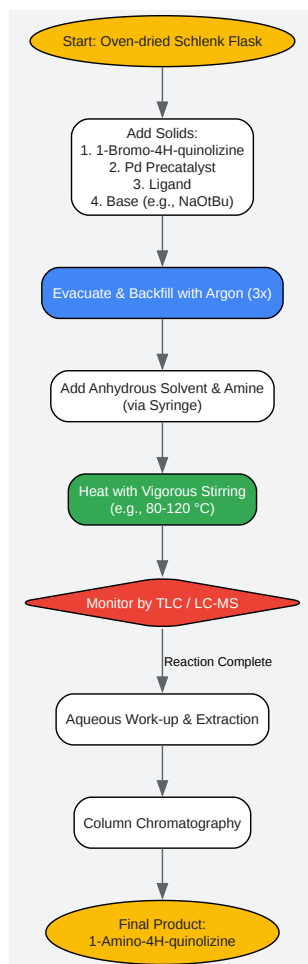 Start: Oven-dried Schlenk Flask
Add Solids:
1. 1-Bromo-4H-quinolizine
2. Pd Precatalyst
3. Ligand
4. Base (e.g., NaOtBu)
Evacuate & Backfill with Argon (3x)
Add Anhydrous Solvent & Amine
(via Syringe)
Heat with Vigorous Stirring
(e.g., 80-120 °C)
Monitor by TLC / LC-MS
Reaction Complete
Aqueous Work-up & Extraction
Column Chromatography
Final Product:
1-Amino-4H-quinolizine